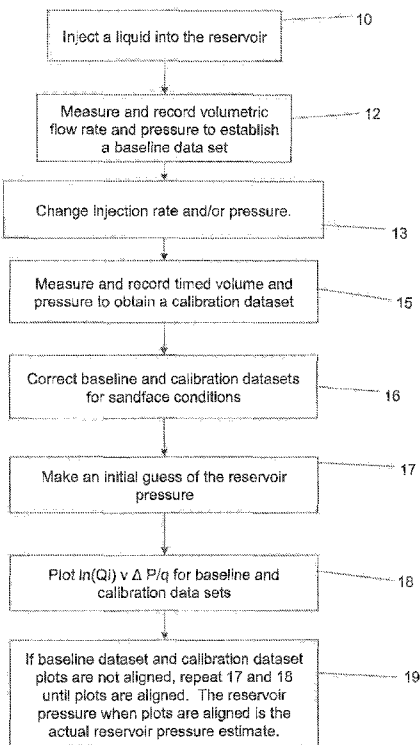 Inject a liquid into the reservoir
10
Measure and record volumetric
flow rate and pressure to establish
a baseline data set
12
Change Injection rate and/or pressure.
13
Measure and record timed volume and
pressure to obtain a calibration dataset
15
Correct baseline and calibration datasets
for sandface conditions
16
Make an initial guess of the reservoir
pressure
17
Plot ln(Qi) v Δ P/q for baseline and
calibration data sets
18
If baseline dataset and calibration dataset
plots are not aligned, repeat 17 and 18
until plots are aligned. The reservoir
pressure when plots are aligned is the
actual reservoir pressure estimate.
19